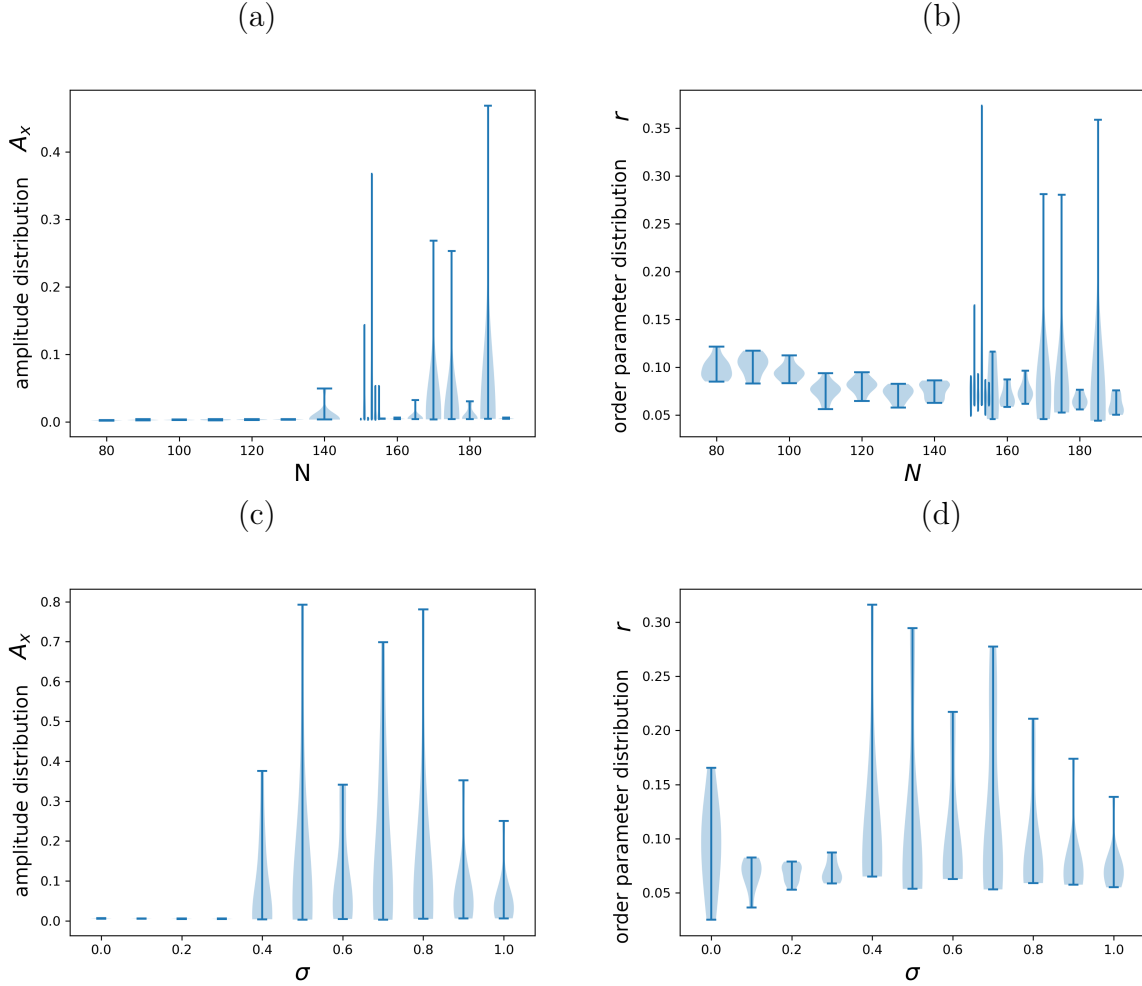 (a)
amplitude distribution A_x
0.4
0.3
0.2
0.1
0.0
80 100 120 140 160 180
N
(b)
order parameter distribution r
0.35
0.30
0.25
0.20
0.15
0.10
0.05
80 100 120 140 160 180
N
(c)
amplitude distribution A_x
0.8
0.7
0.6
0.5
0.4
0.3
0.2
0.1
0.0
0.0 0.2 0.4 0.6 0.8 1.0
σ
(d)
order parameter distribution r
0.30
0.25
0.20
0.15
0.10
0.05
0.0 0.2 0.4 0.6 0.8 1.0
σ